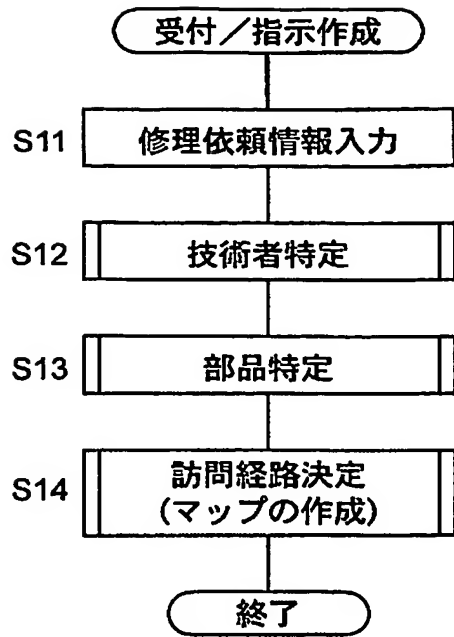 受付／指示作成
S11 修理依頼情報入力
S12 技術者特定
S13 部品特定
S14 訪問経路決定
(マップの作成)
終了